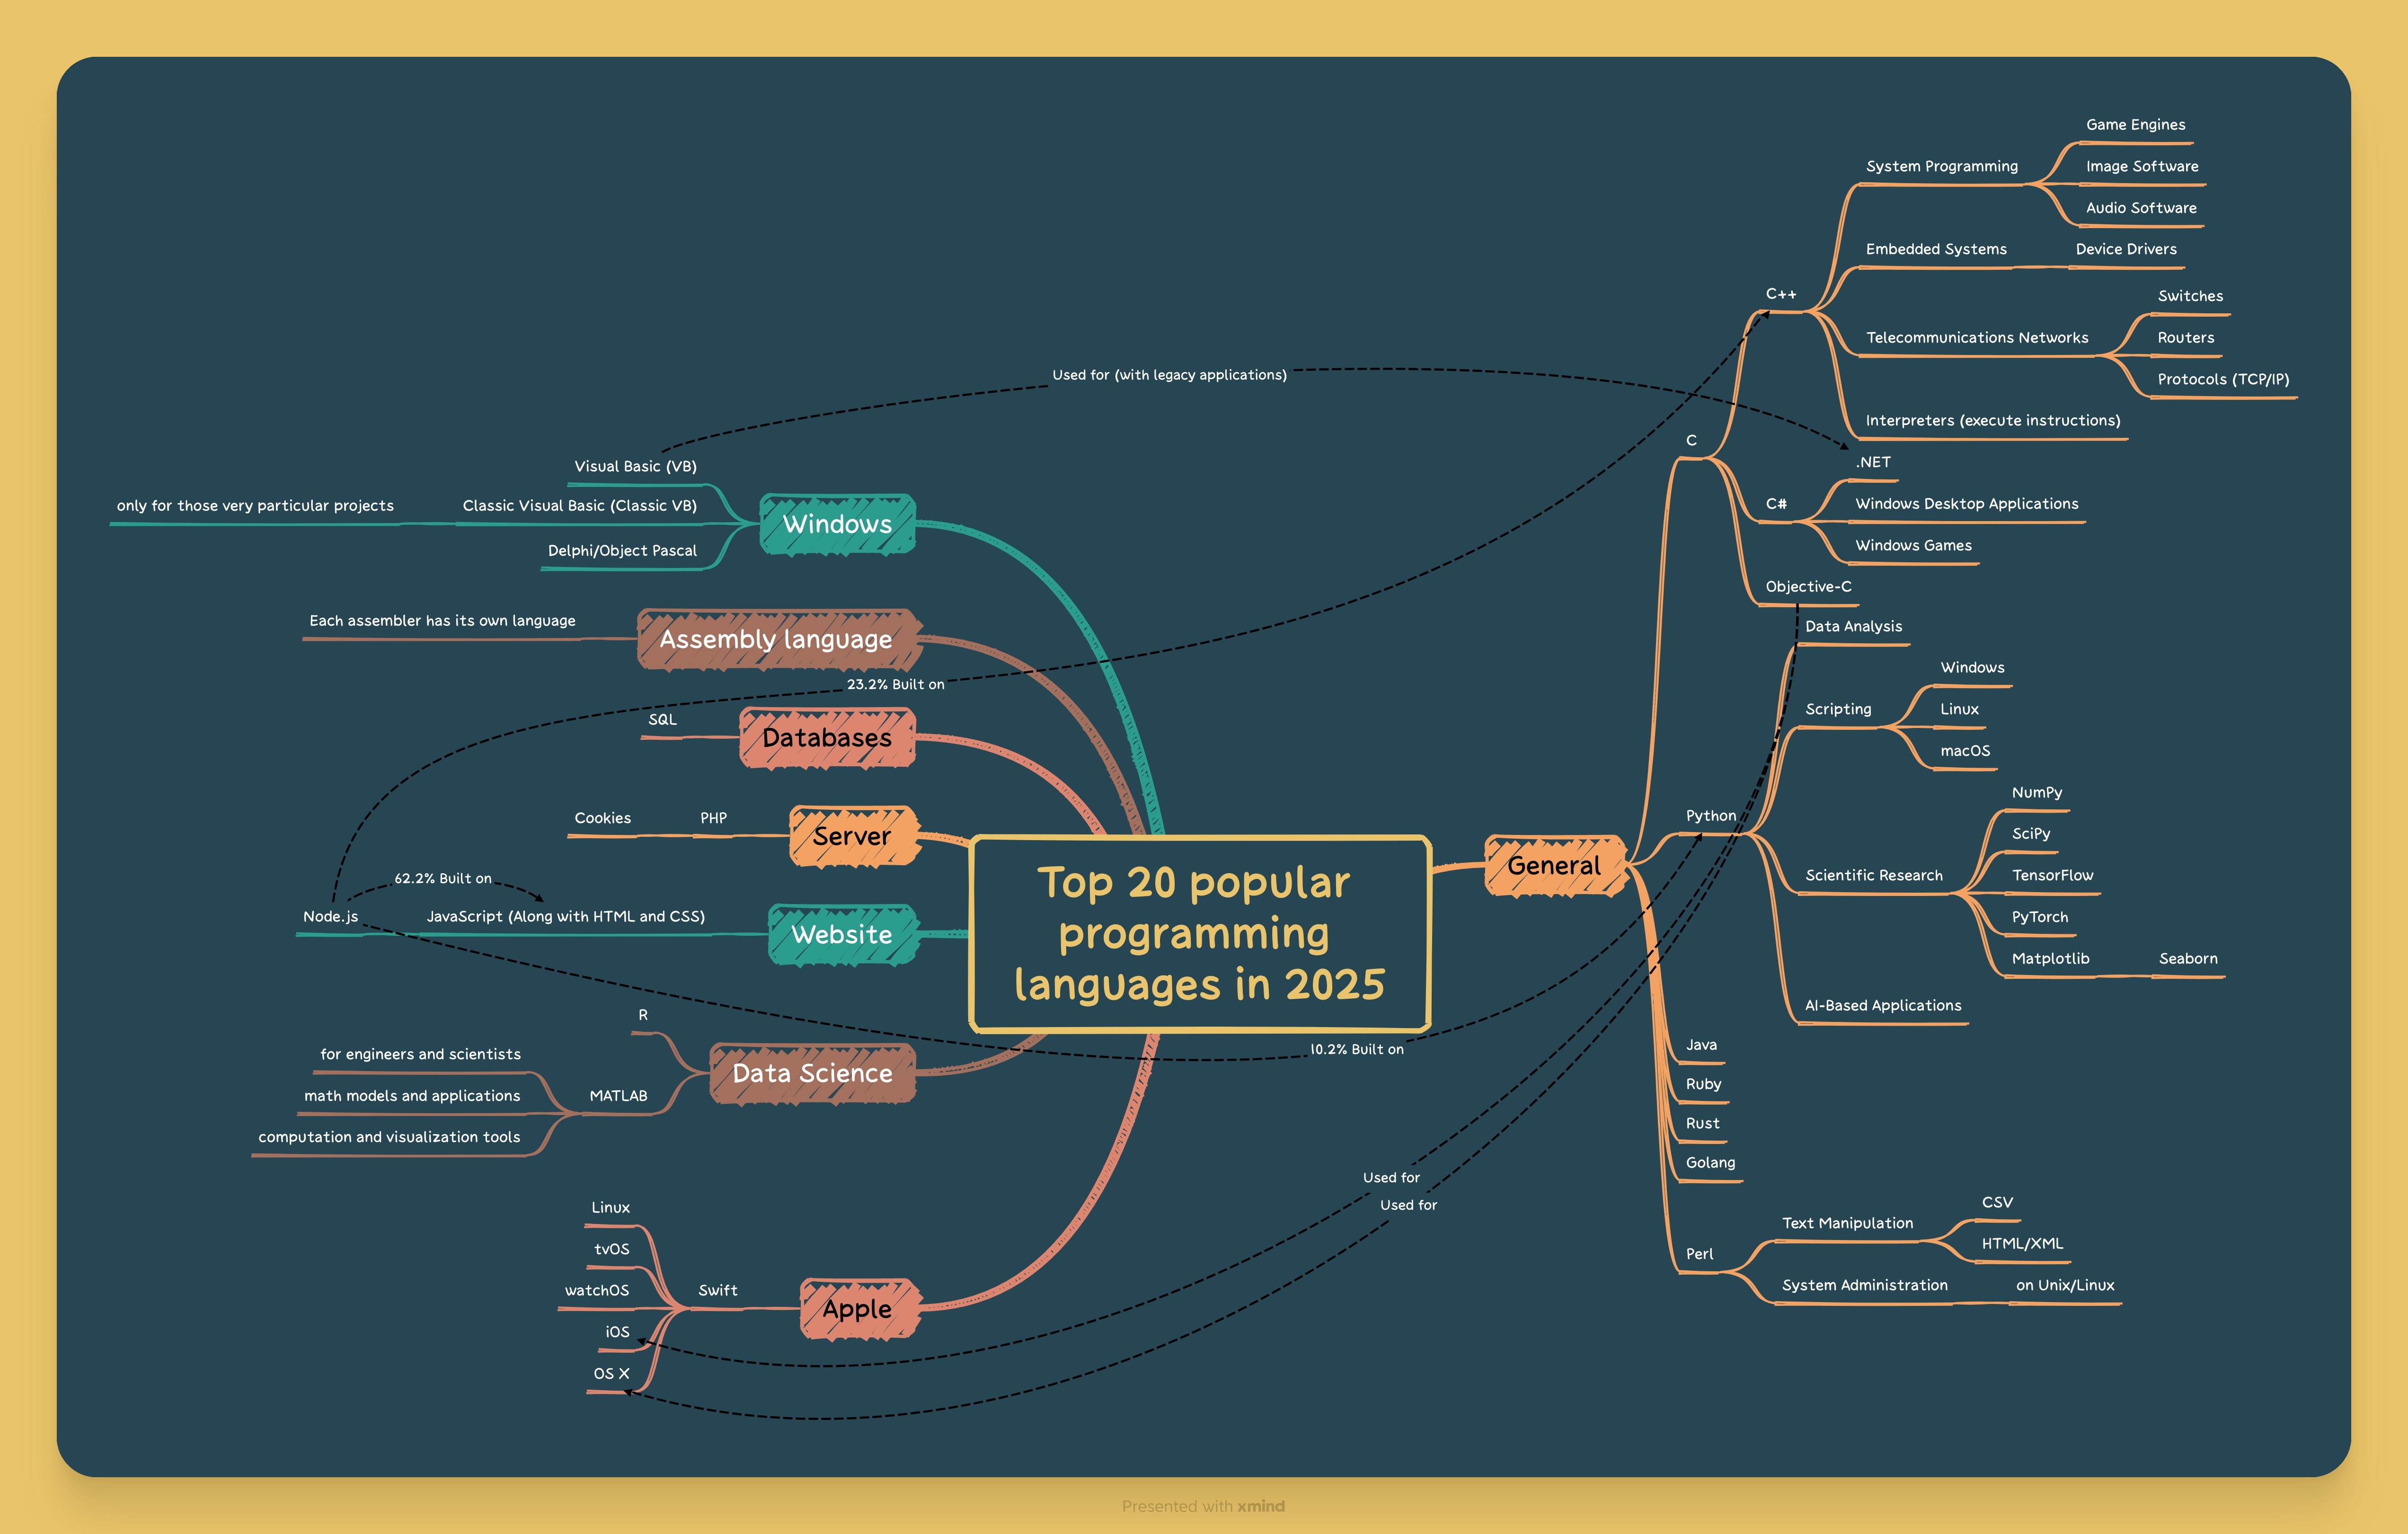 Top 20 popular
programming
languages in 2025
Windows
Visual Basic (VB)
Classic Visual Basic (Classic VB)
only for those very particular projects
Delphi/Object Pascal
Used for (with legacy applications)
Assembly language
Each assembler has its own language
23.2% Built on
Databases
SQL
Server
PHP
Cookies
Website
JavaScript (Along with HTML and CSS)
Node.js
62.2% Built on
10.2% Built on
Data Science
R
MATLAB
for engineers and scientists
math models and applications
computation and visualization tools
Apple
Swift
Linux
tvOS
watchOS
iOS
OS X
Used for
Used for
General
C
C++
System Programming
Game Engines
Image Software
Audio Software
Embedded Systems
Device Drivers
Telecommunications Networks
Switches
Routers
Protocols (TCP/IP)
Interpreters (execute instructions)
C#
.NET
Windows Desktop Applications
Windows Games
Objective-C
Python
Data Analysis
Scripting
Windows
Linux
macOS
Scientific Research
NumPy
SciPy
TensorFlow
PyTorch
Matplotlib
Seaborn
AI-Based Applications
Java
Ruby
Rust
Golang
Perl
Text Manipulation
CSV
HTML/XML
System Administration
on Unix/Linux
Presented with xmind